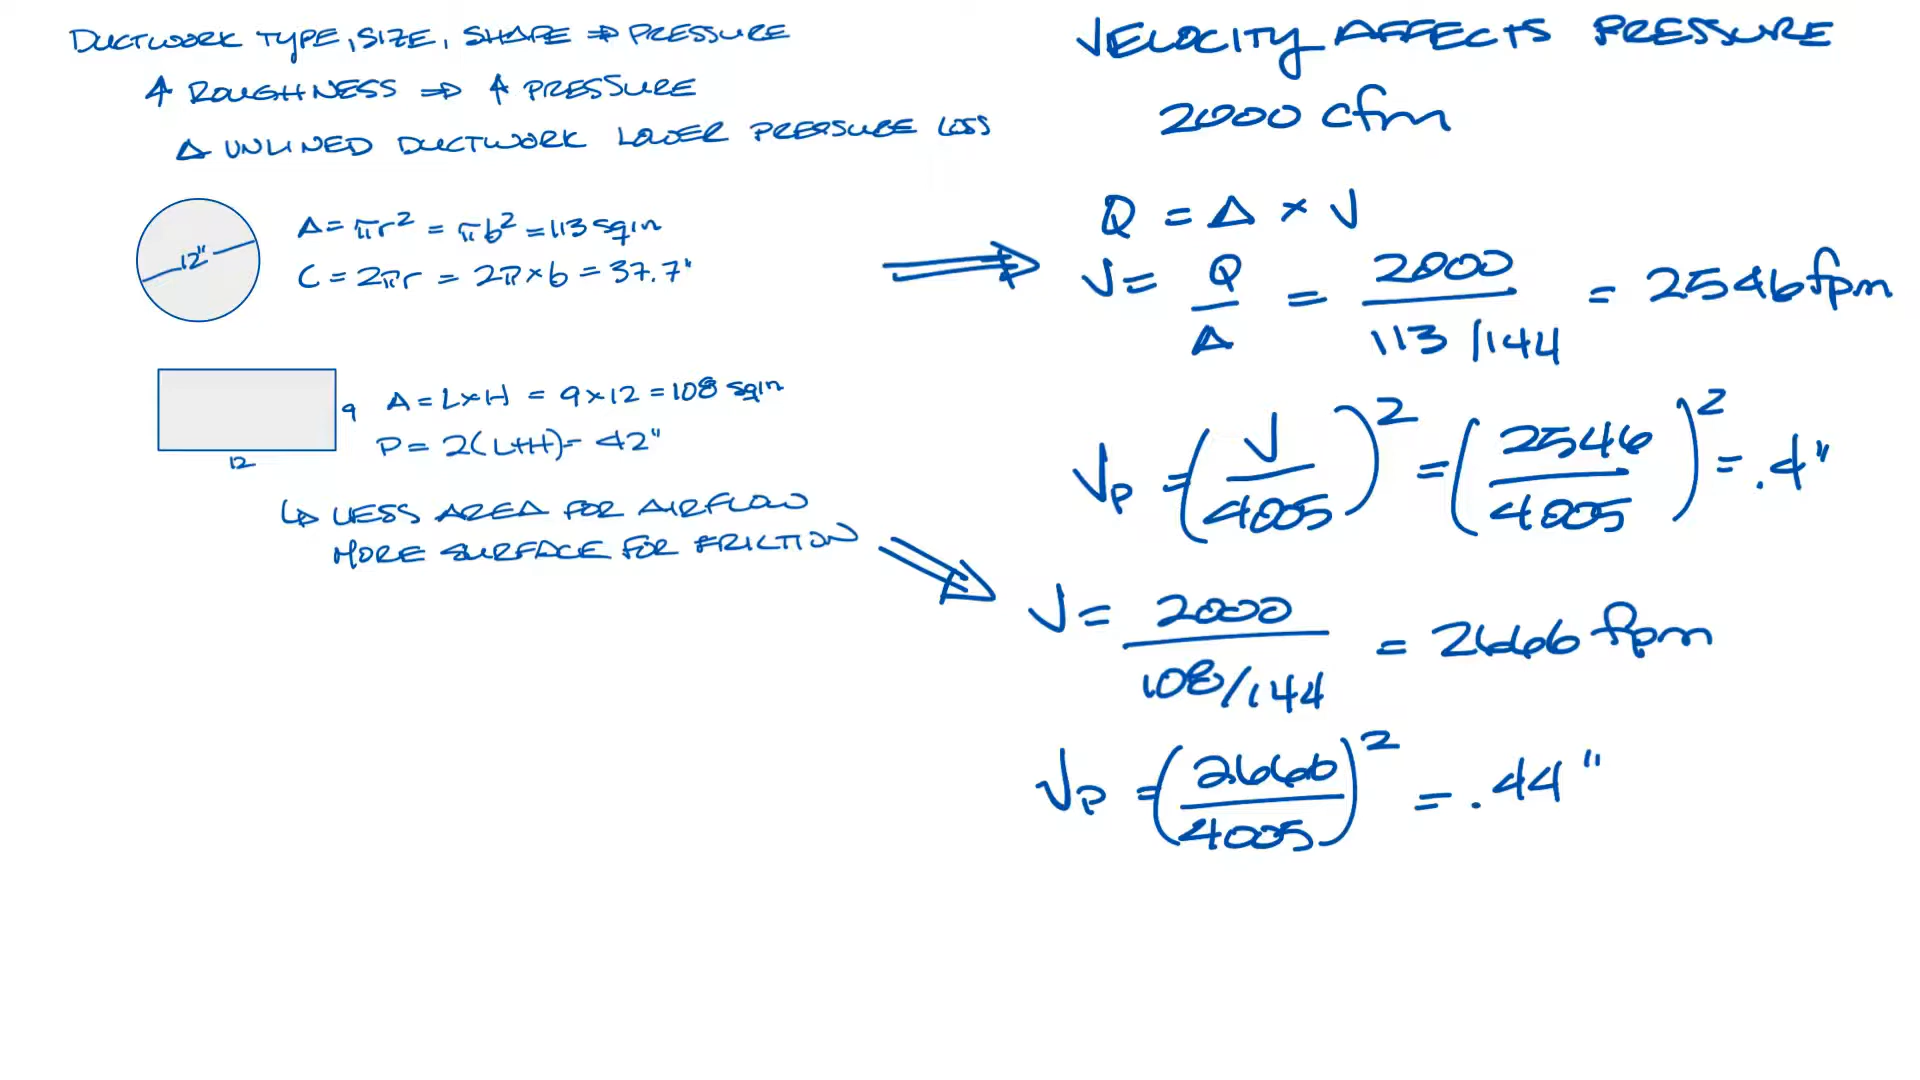 DUCTWORK TYPE, SIZE, SHAPE ⇒ PRESSURE
↑ ROUGHNESS ⇒ ↑ PRESSURE
△ UNLINED DUCTWORK LOWER PRESSURE LOSS
12"
A = πr² = π6² = 113 sqin
C = 2πr = 2π × 6 = 37.7"
9
12
A = L×H = 9×12 = 108 sqin
P = 2(L+H) = 42"
↳ LESS AREA FOR AIRFLOW
MORE SURFACE FOR FRICTION
VELOCITY AFFECTS PRESSURE
2000 cfm
Q = A × V
V = Q/A = 2000/(113/144) = 2546 fpm
Vp = (V/4005)² = (2546/4005)² = .4"
V = 2000/(108/144) = 2666 fpm
Vp = (2666/4005)² = .44"